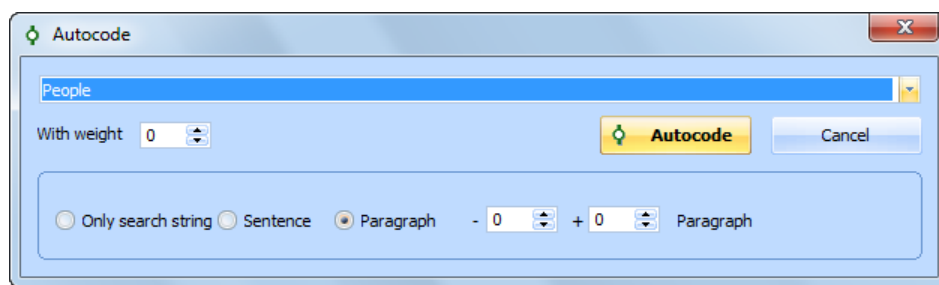 Autocode
People
With weight 0 Autocode Cancel
Only search string Sentence Paragraph - 0 + 0 Paragraph